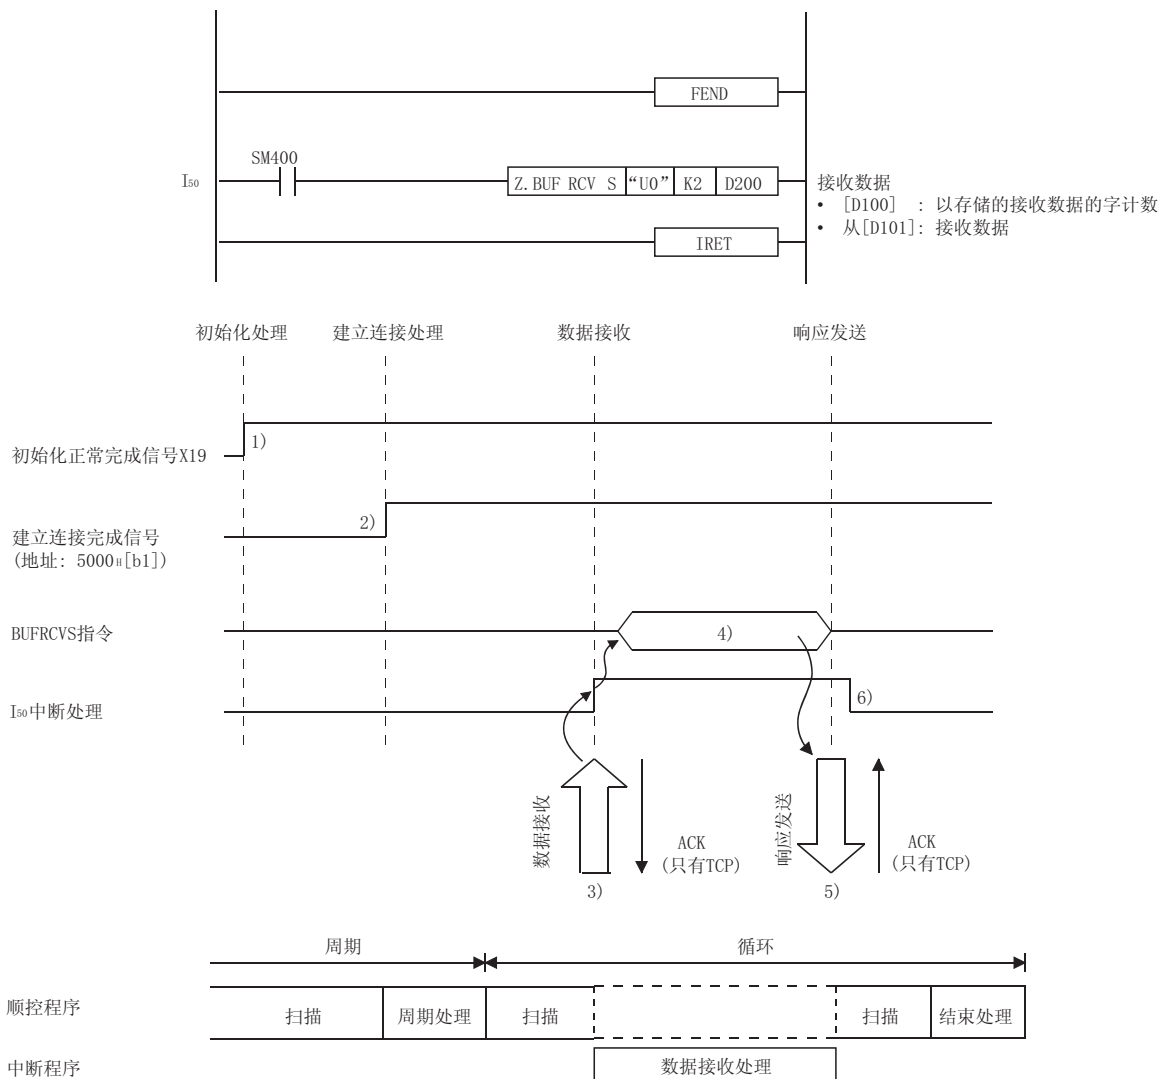 FEND
SM400
I50
Z.BUF RCV S “U0” K2 D200
接收数据
• [D100] : 以存储的接收数据的字计数
• 从[D101]: 接收数据
IRET
初始化处理 建立连接处理 数据接收 响应发送
初始化正常完成信号X19
1)
建立连接完成信号
(地址: 5000H[b1])
2)
BUFRCVS指令
4)
I50中断处理
6)
数据接收
ACK
(只有TCP)
3)
响应发送
ACK
(只有TCP)
5)
周期 循环
顺控程序
扫描 周期处理 扫描 扫描 结束处理
中断程序
数据接收处理